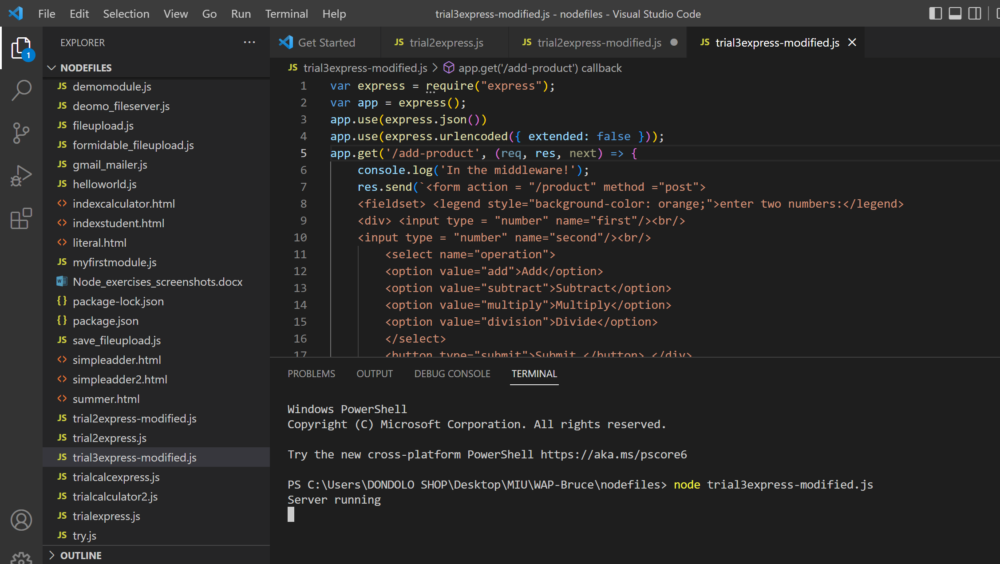 File Edit Selection View Go Run Terminal Help
trial3express-modified.js - nodefiles - Visual Studio Code
1
EXPLORER ...
NODEFILES
JS demomodule.js
JS deomo_fileserver.js
JS fileupload.js
JS formidable_fileupload.js
JS gmail_mailer.js
JS helloworld.js
<> indexcalculator.html
<> indexstudent.html
<> literal.html
JS myfirstmodule.js
W Node_exercises_screenshots.docx
{} package-lock.json
{} package.json
JS save_fileupload.js
<> simpleadder.html
<> simpleadder2.html
<> summer.html
JS trial2express-modified.js
JS trial2express.js
JS trial3express-modified.js
JS trialcalcexpress.js
JS trialcalculator2.js
JS trialexpress.js
JS try.js
OUTLINE
Get Started
JS trial2express.js
JS trial2express-modified.js
JS trial3express-modified.js
JS trial3express-modified.js > app.get('/add-product') callback
1 var express = require("express");
2 var app = express();
3 app.use(express.json())
4 app.use(express.urlencoded({ extended: false }));
5 app.get('/add-product', (req, res, next) => {
6 console.log('In the middleware!');
7 res.send(`<form action = "/product" method ="post">
8 <fieldset> <legend style="background-color: orange;">enter two numbers:</legend>
9 <div> <input type = "number" name="first"/><br/>
10 <input type = "number" name="second"/><br/>
11 <select name="operation">
12 <option value="add">Add</option>
13 <option value="subtract">Subtract</option>
14 <option value="multiply">Multiply</option>
15 <option value="division">Divide</option>
16 </select>
17 <button type="submit">Submit </button> </div>
PROBLEMS OUTPUT DEBUG CONSOLE TERMINAL
Windows PowerShell
Copyright (C) Microsoft Corporation. All rights reserved.
Try the new cross-platform PowerShell https://aka.ms/pscore6
PS C:\Users\DONDOLO SHOP\Desktop\MIU\WAP-Bruce\nodefiles> node trial3express-modified.js
Server running